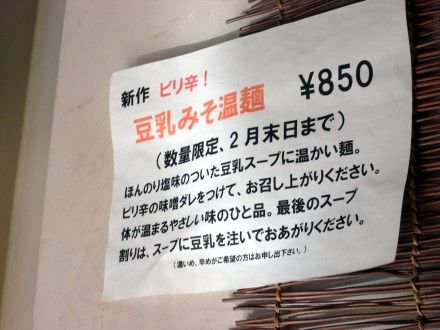 新作 ピリ辛！
豆乳みそ温麺 ¥850
（数量限定、2月末日まで）
ほんのり塩味のついた豆乳スープに温かい麺。
ピリ辛の味噌ダレをつけて、お召し上がりください。
体が温まるやさしい味のひと品。最後のスープ
割りは、スープに豆乳を注いでおあがりください。
（濃いめ、辛めがご希望の方はお申し出下さい。）